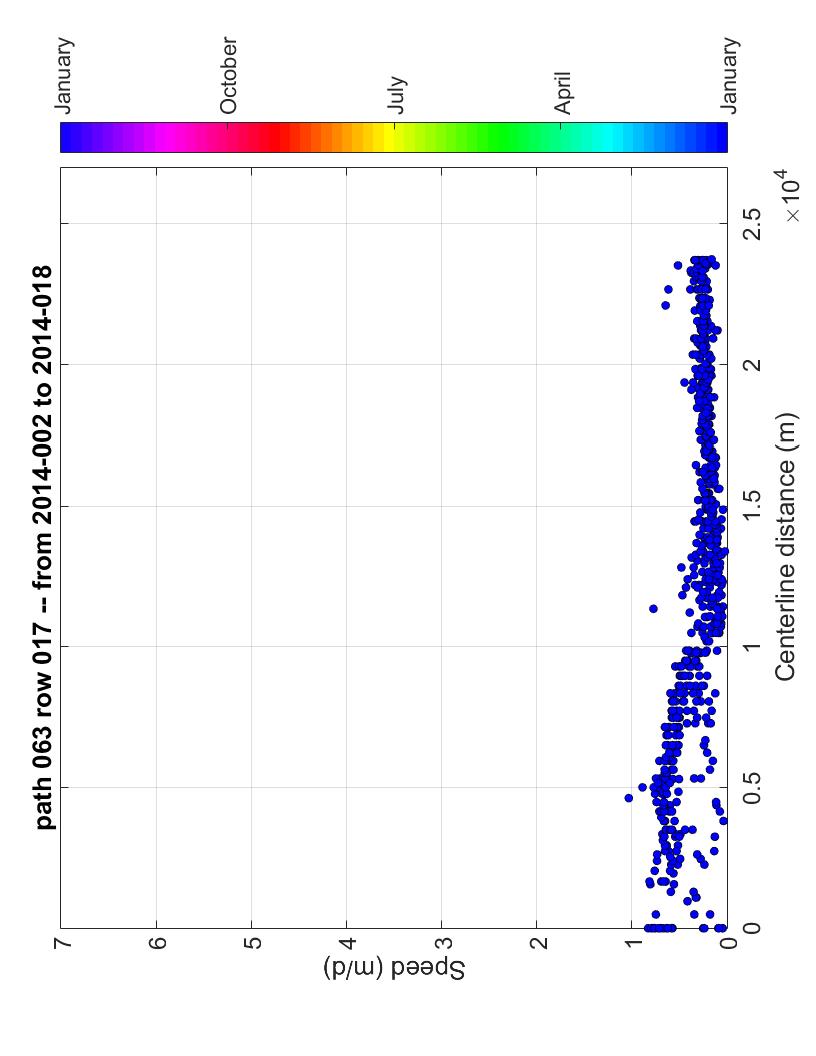 path 063 row 017 -- from 2014-002 to 2014-018
7
6
5
4
3
2
1
0
Speed (m/d)
0
0.5
1
1.5
2
2.5
×10^4
Centerline distance (m)
January
October
July
April
January